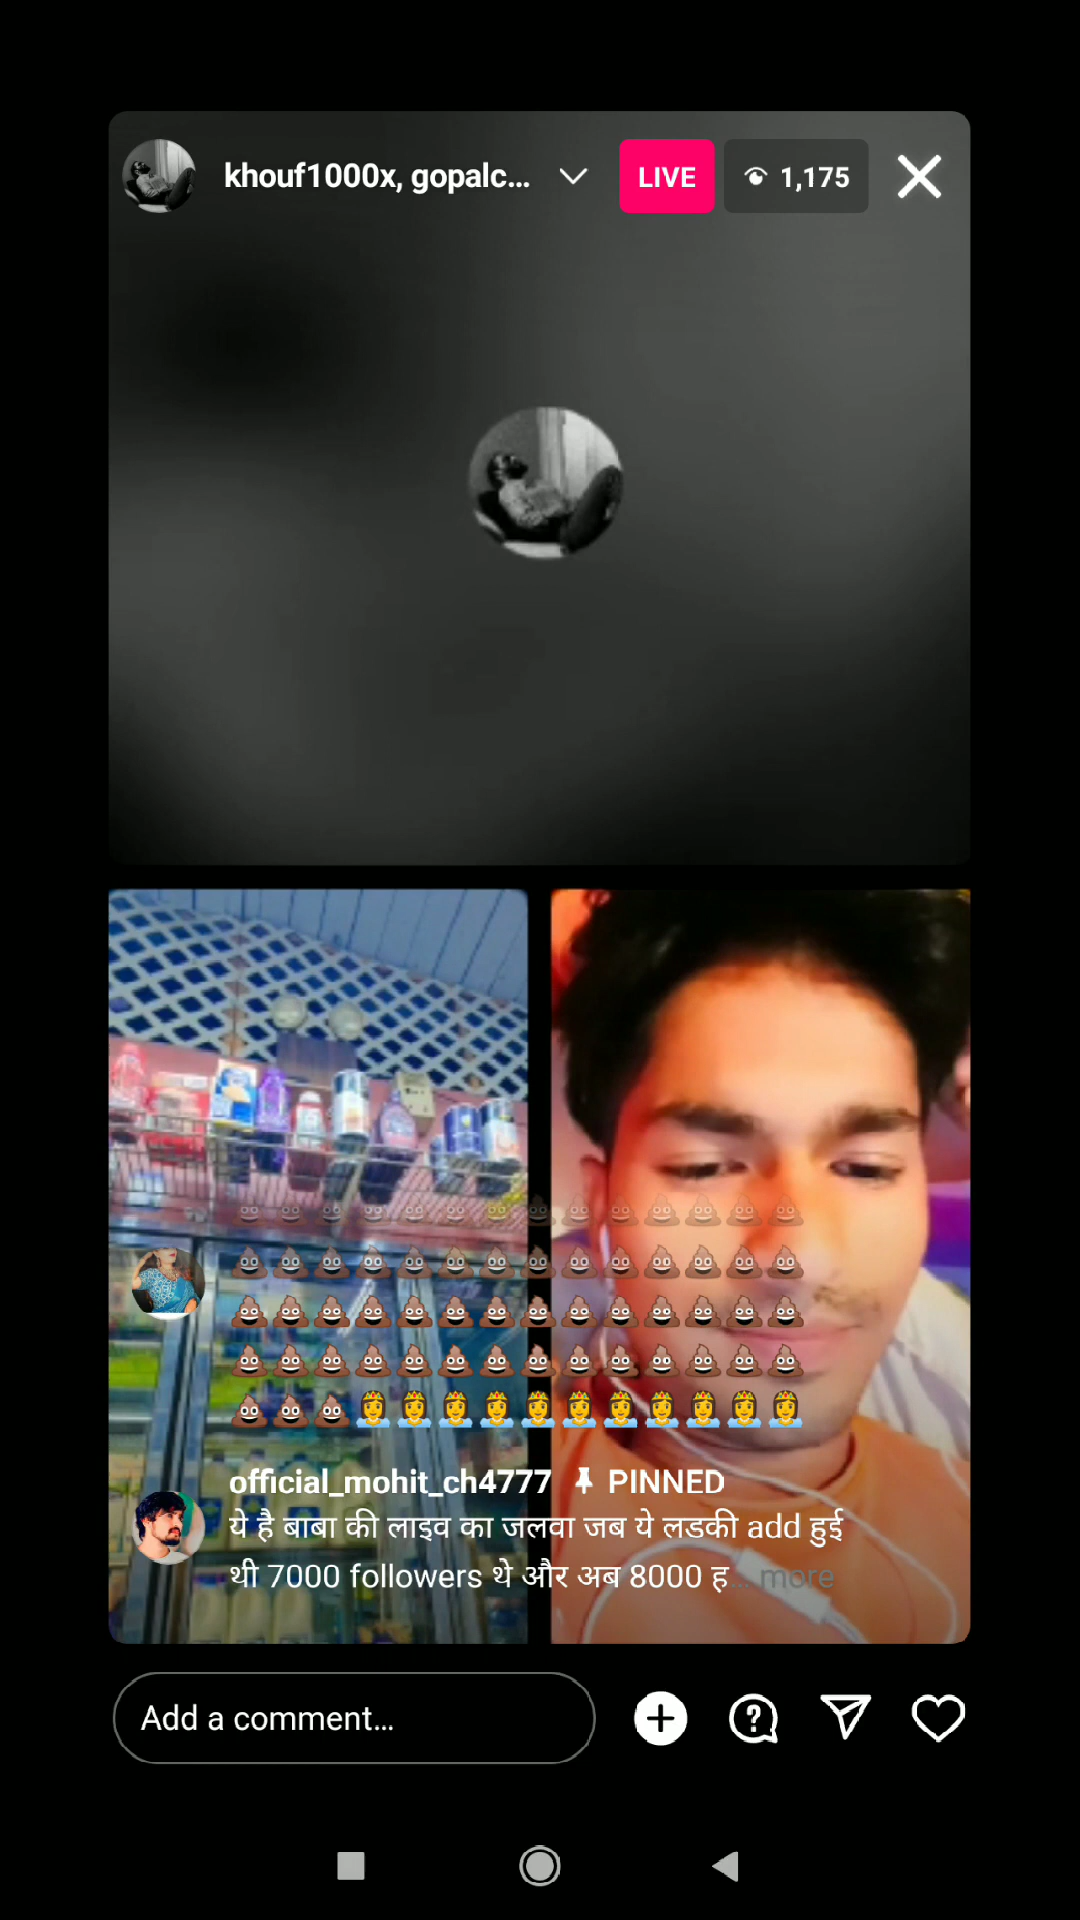 khouf1000x, gopalc...
LIVE
1,175
official_mohit_ch4777 PINNED
ये है बाबा की लाइव का जलवा जब ये लडकी add हुई
थी 7000 followers थे और अब 8000 ह... more
Add a comment...